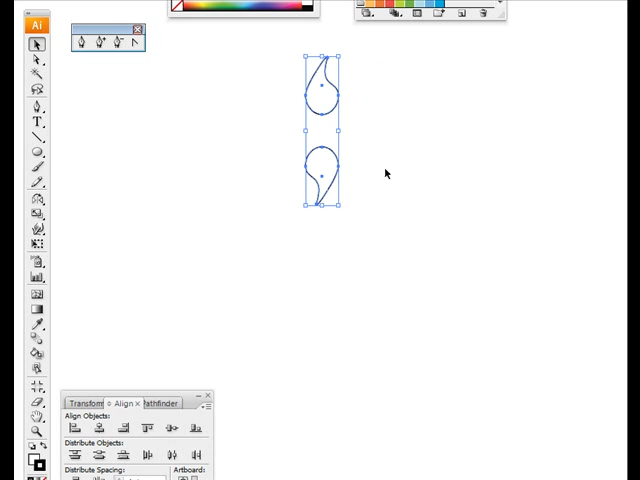 Ai
T
Transform
Align
Pathfinder
Align Objects:
Distribute Objects:
Distribute Spacing:
Artboard: